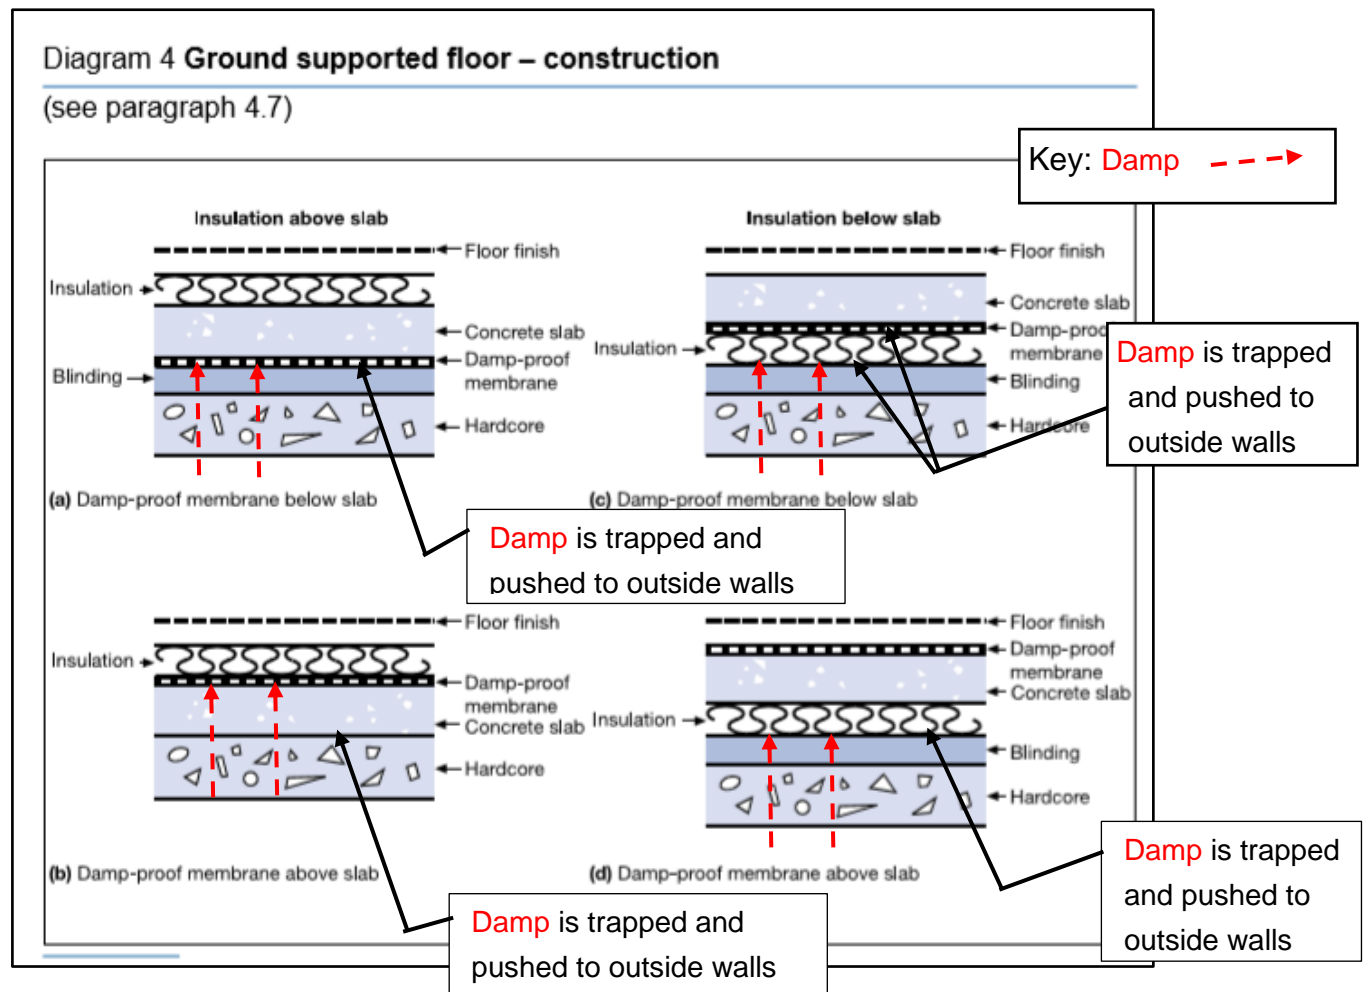 Diagram 4 Ground supported floor – construction
(see paragraph 4.7)
Key: Damp
Insulation above slab
Floor finish
Insulation
Concrete slab
Damp-proof
membrane
Blinding
Hardcore
(a) Damp-proof membrane below slab
Damp is trapped and
pushed to outside walls
Insulation below slab
Floor finish
Concrete slab
Damp-proof
membrane
Insulation
Blinding
Hardcore
(c) Damp-proof membrane below slab
Damp is trapped
and pushed to
outside walls
Floor finish
Insulation
Damp-proof
membrane
Concrete slab
Hardcore
(b) Damp-proof membrane above slab
Damp is trapped and
pushed to outside walls
Floor finish
Damp-proof
membrane
Concrete slab
Insulation
Blinding
Hardcore
(d) Damp-proof membrane above slab
Damp is trapped
and pushed to
outside walls